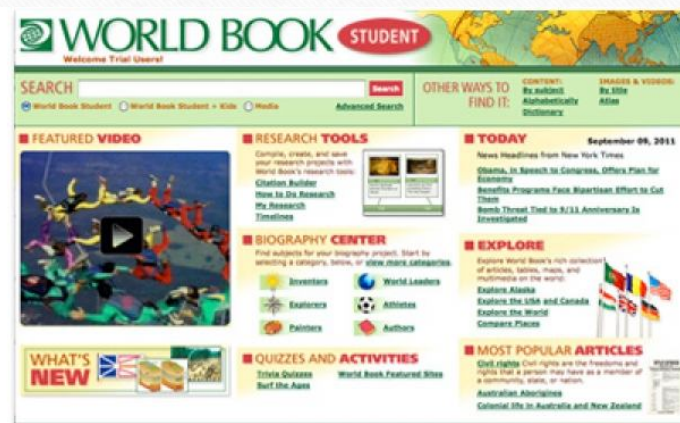 WORLD BOOK STUDENT
Welcome Trial Users!
SEARCH
Search
World Book Student
World Book Student + Kids
Media
Advanced Search
OTHER WAYS TO
FIND IT:
CONTENT:
By subject
Alphabetically
Dictionary
IMAGES & VIDEOS:
By title
Atlas
FEATURED VIDEO
WHAT'S
NEW
RESEARCH TOOLS
Compile, create, and save
your research projects with
World Book's research tools:
Citation Builder
How to Do Research
My Research
Timelines
BIOGRAPHY CENTER
Find subjects for your biography project. Start by
selecting a category, below, or view more categories.
Inventors
World Leaders
Explorers
Athletes
Painters
Authors
QUIZZES AND ACTIVITIES
Trivia Quizzes
World Book Featured Sites
Surf the Ages
TODAY
September 09, 2011
News Headlines from New York Times
Obama, in Speech to Congress, Offers Plan for
Economy
Benefits Programs Face Bipartisan Effort to Cut
Them
Bomb Threat Tied to 9/11 Anniversary Is
Investigated
EXPLORE
Explore World Book's rich collection
of articles, tables, maps, and
multimedia on the world.
Explore Alaska
Explore the USA and Canada
Explore the World
Compare Places
MOST POPULAR ARTICLES
Civil rights Civil rights are the freedoms and
rights that a person may have as a member of
a community, state, or nation.
Australian Aborigines
Colonial life in Australia and New Zealand